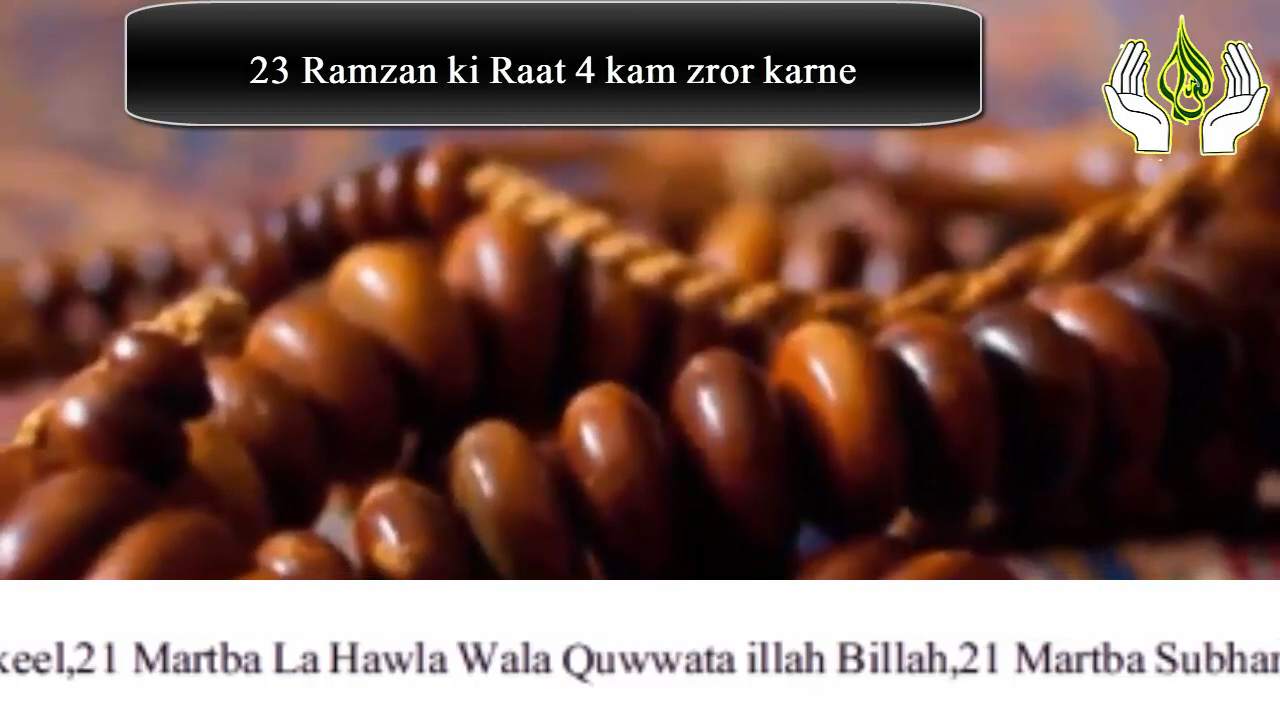 23 Ramzan ki Raat 4 kam zror karne
keel,21 Martba La Hawla Wala Quwwata illah Billah,21 Martba Subhan